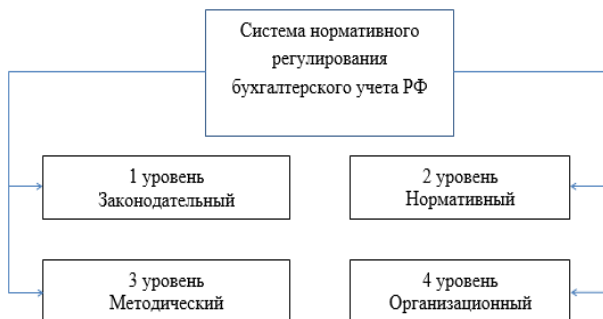 Система нормативного
регулирования
бухгалтерского учета РФ
1 уровень
Законодательный
2 уровень
Нормативный
3 уровень
Методический
4 уровень
Организационный